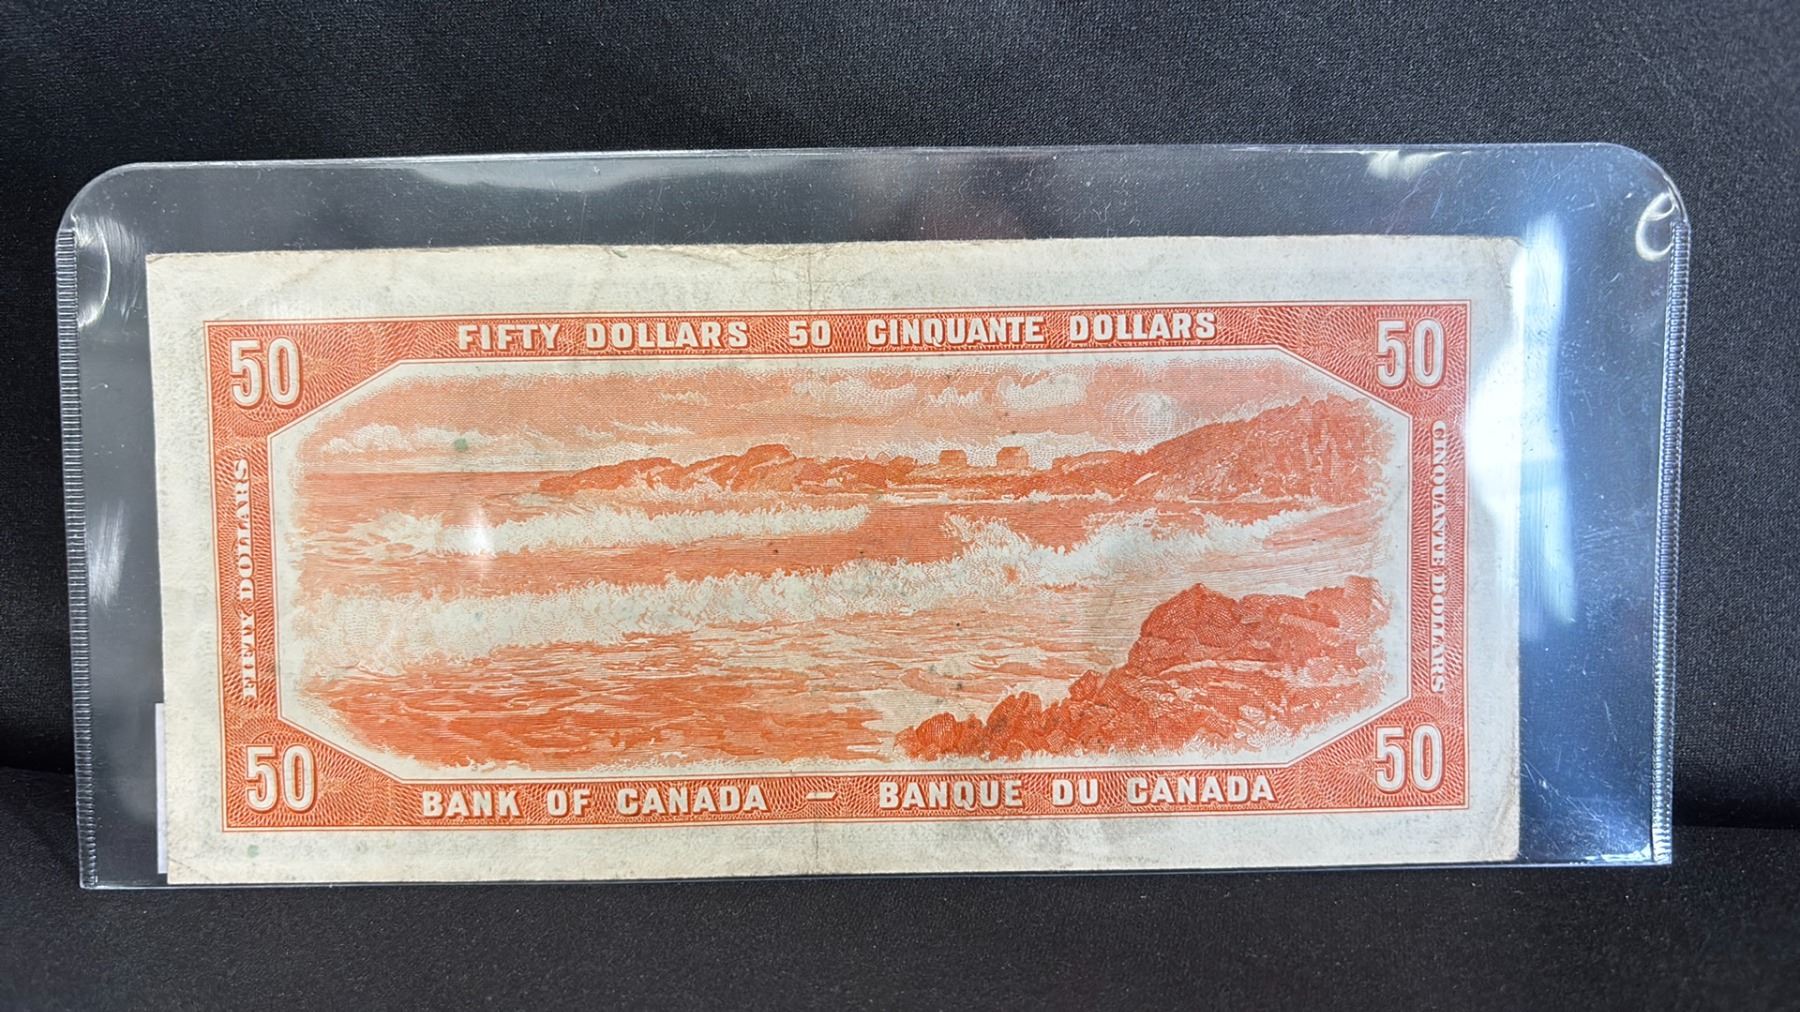 FIFTY DOLLARS 50 CINQUANTE DOLLARS
50
50
FIFTY DOLLARS
CINQUANTE DOLLARS
50
50
BANK OF CANADA – BANQUE DU CANADA